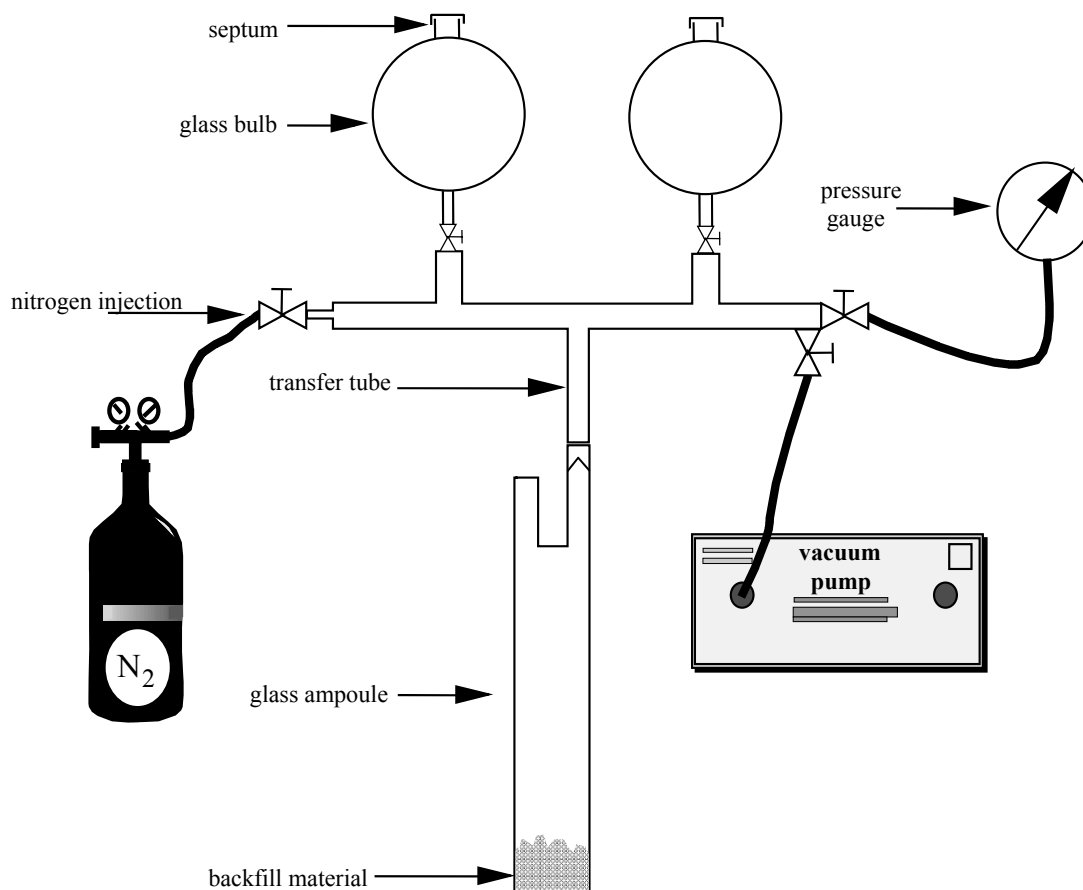 septum
glass bulb
pressure
gauge
nitrogen injection
transfer tube
vacuum
pump
N2
glass ampoule
backfill material